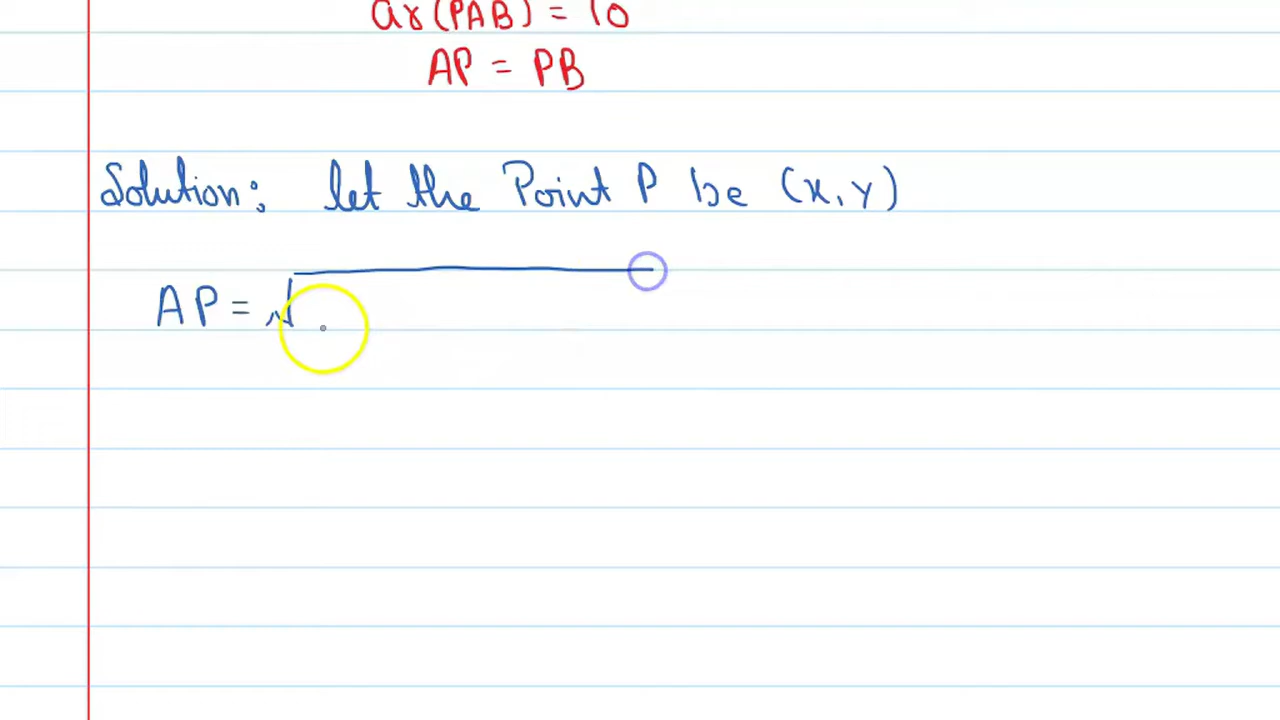 ar(PAB) = 10
AP = PB
Solution: let the Point P be (x, y)
AP = √